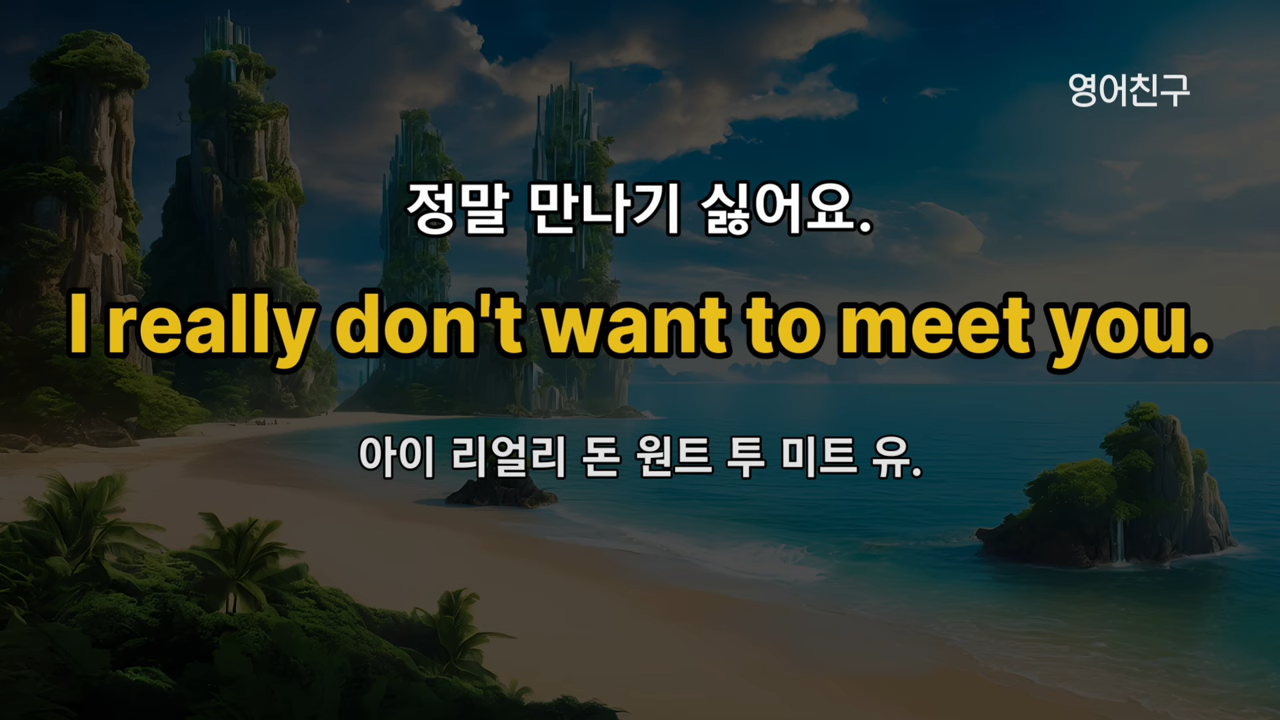 영어친구
정말 만나기 싫어요.
I really don't want to meet you.
아이 리얼리 돈 원트 투 미트 유.